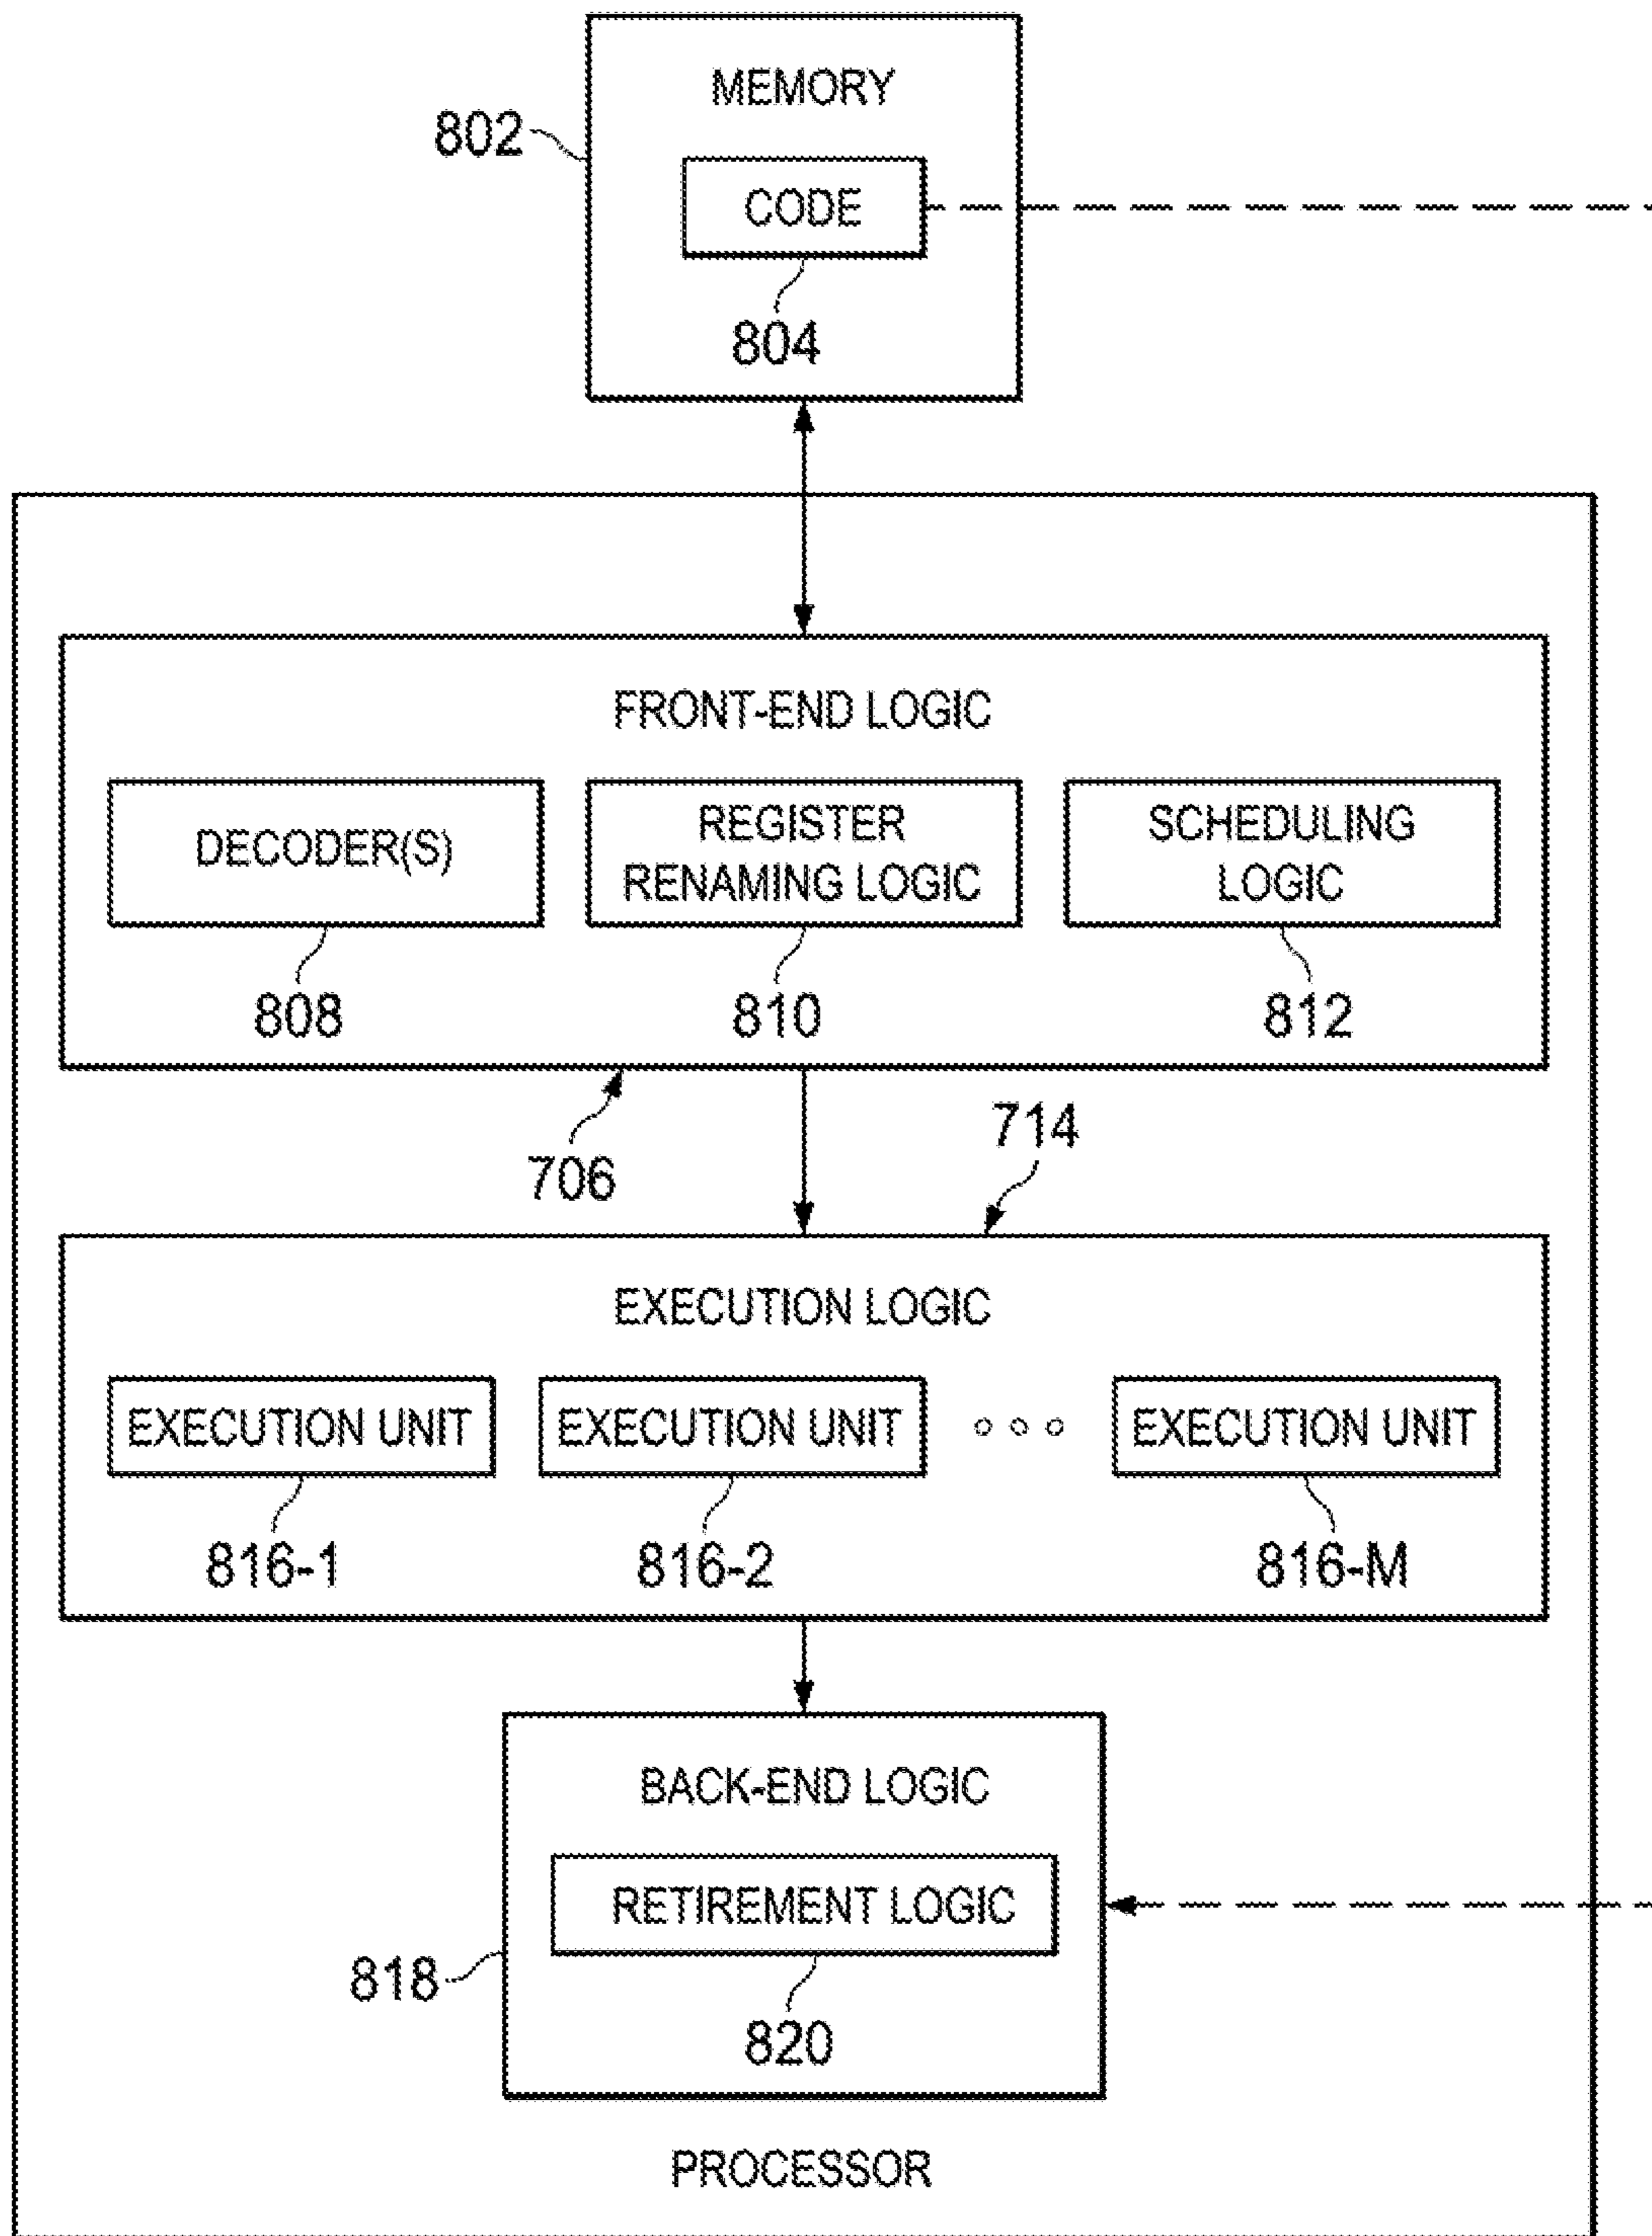 MEMORY
802
CODE
804
FRONT-END LOGIC
DECODER(S)
REGISTER
RENAMING LOGIC
SCHEDULING
LOGIC
808
810
812
706
714
EXECUTION LOGIC
EXECUTION UNIT
EXECUTION UNIT
EXECUTION UNIT
816-1
816-2
816-M
BACK-END LOGIC
RETIREMENT LOGIC
818
820
PROCESSOR